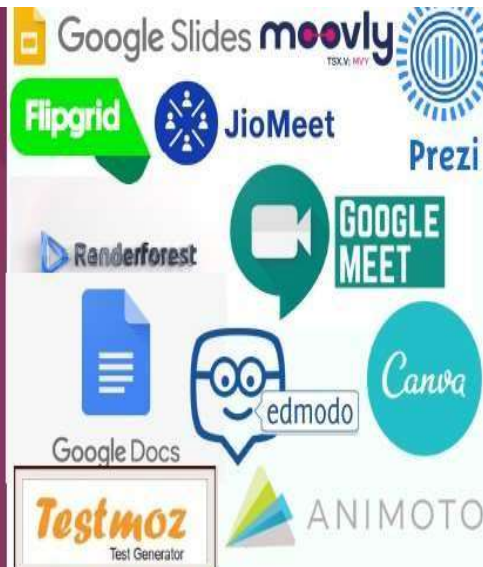 Google Slides
moovly
TSX.V: MVY
Flipgrid
JioMeet
Prezi
Renderforest
GOOGLE
MEET
Google Docs
edmodo
Canva
Testmoz
Test Generator
ANIMOTO